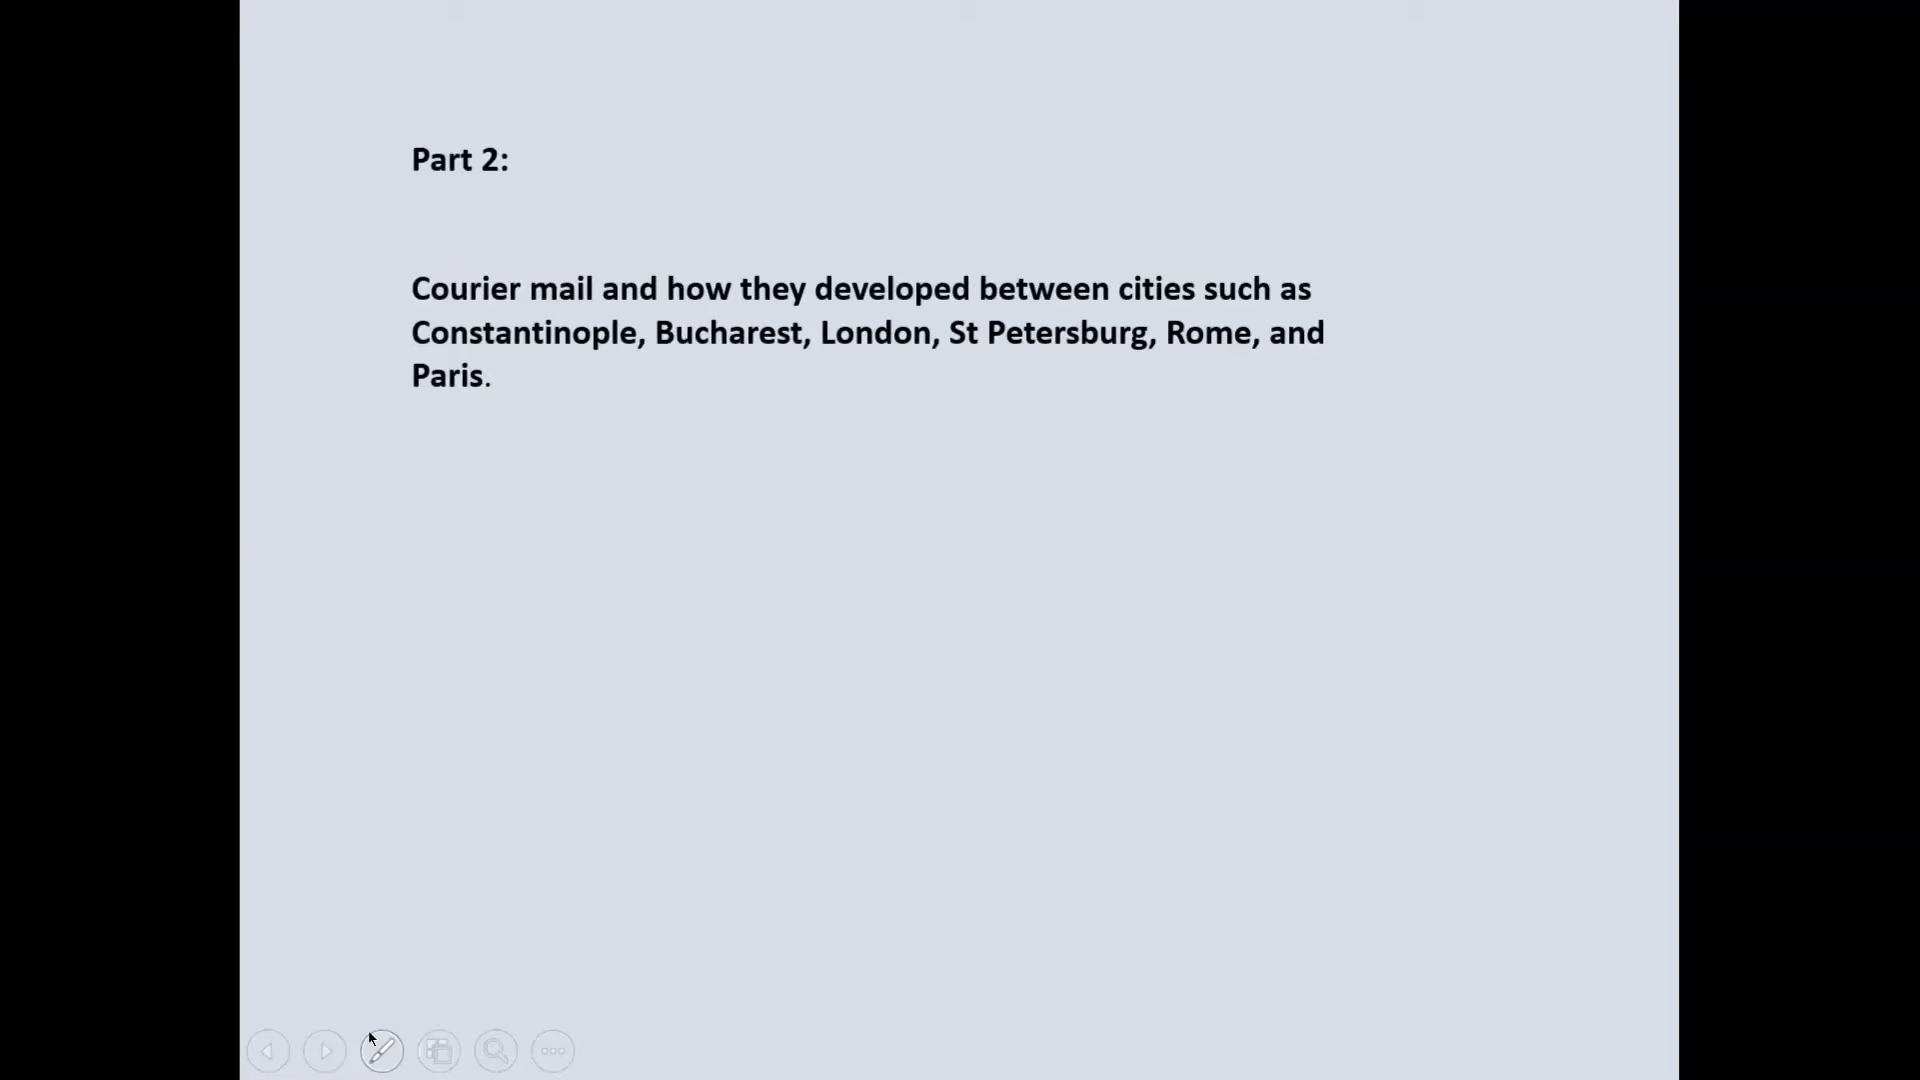 Part 2:
Courier mail and how they developed between cities such as
Constantinople, Bucharest, London, St Petersburg, Rome, and
Paris.